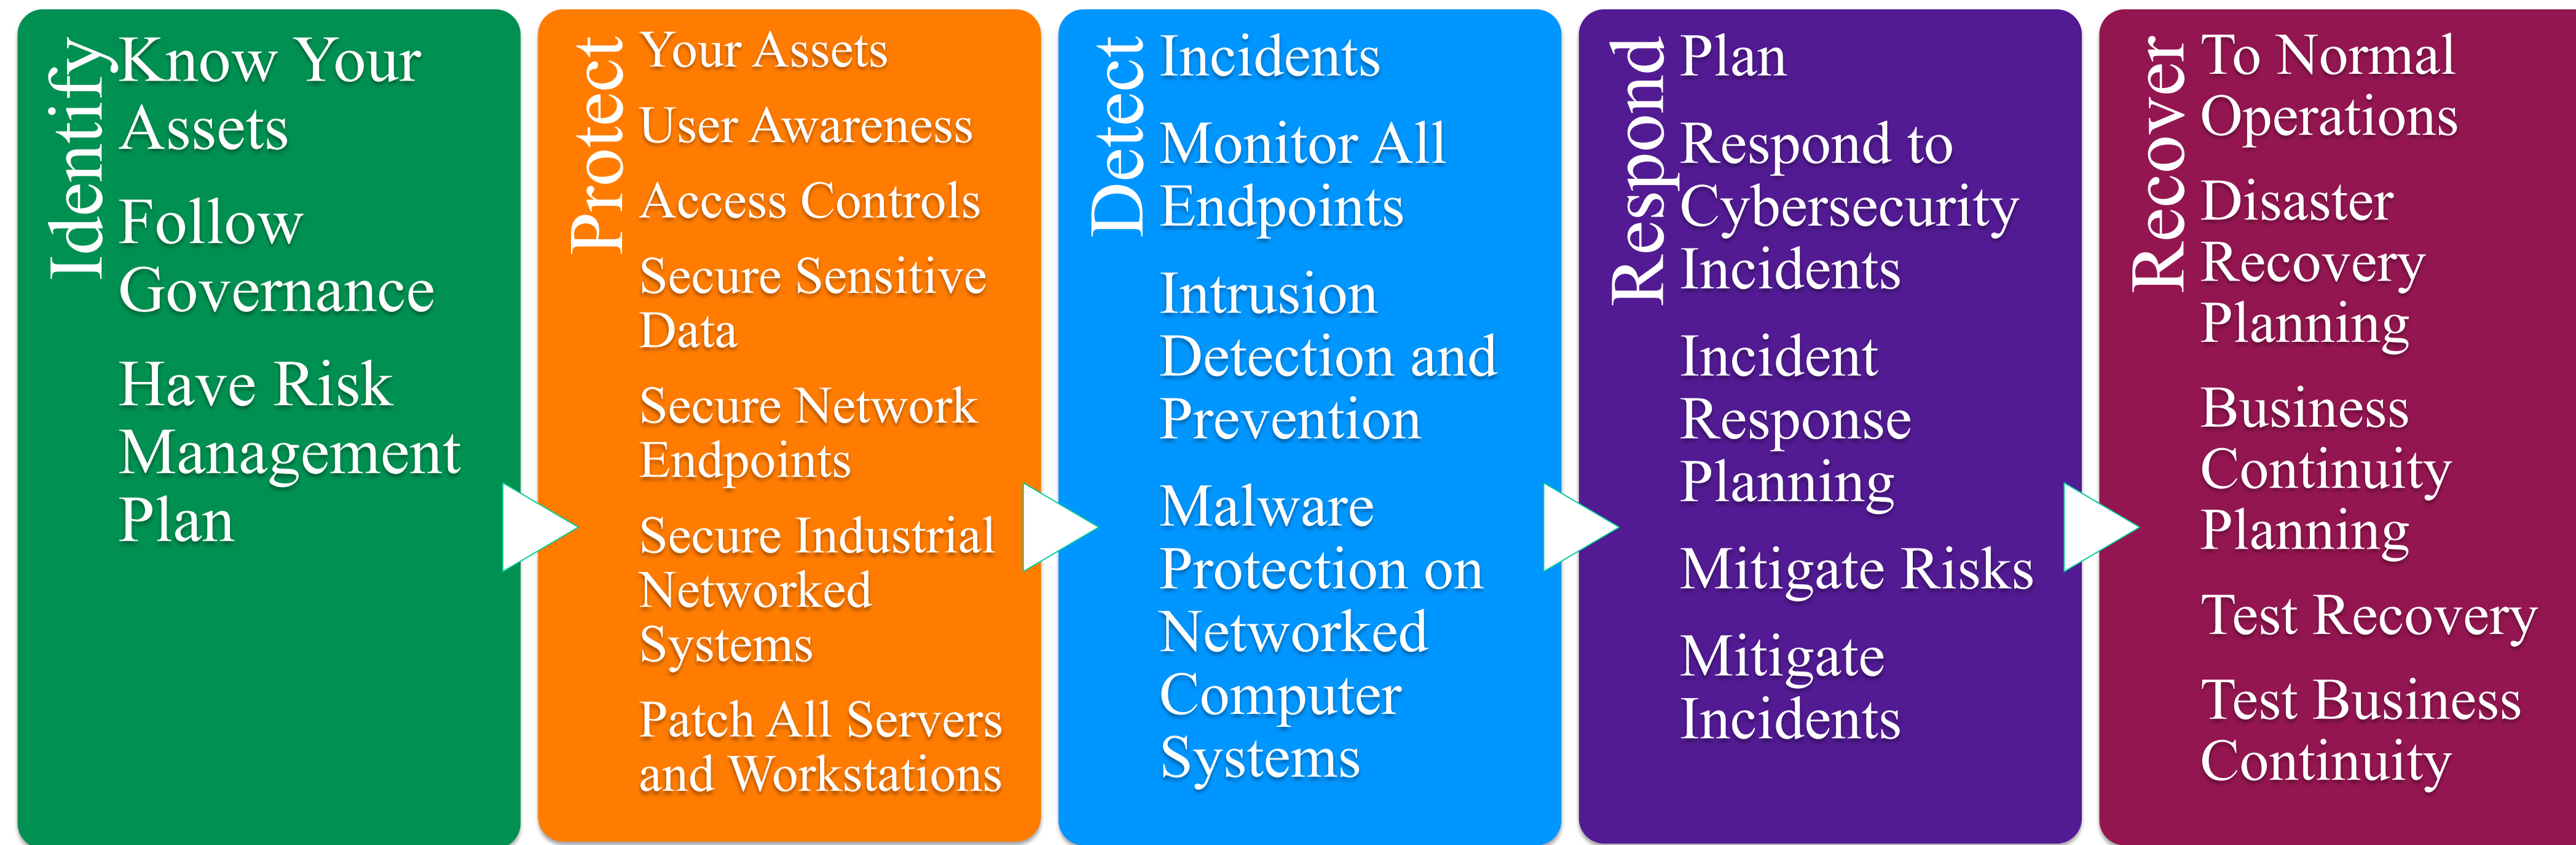 Identify
Know Your
Assets
Follow
Governance
Have Risk
Management
Plan
Protect
Your Assets
User Awareness
Access Controls
Secure Sensitive
Data
Secure Network
Endpoints
Secure Industrial
Networked
Systems
Patch All Servers
and Workstations
Detect
Incidents
Monitor All
Endpoints
Intrusion
Detection and
Prevention
Malware
Protection on
Networked
Computer
Systems
Respond
Plan
Respond to
Cybersecurity
Incidents
Incident
Response
Planning
Mitigate Risks
Mitigate
Incidents
Recover
To Normal
Operations
Disaster
Recovery
Planning
Business
Continuity
Planning
Test Recovery
Test Business
Continuity